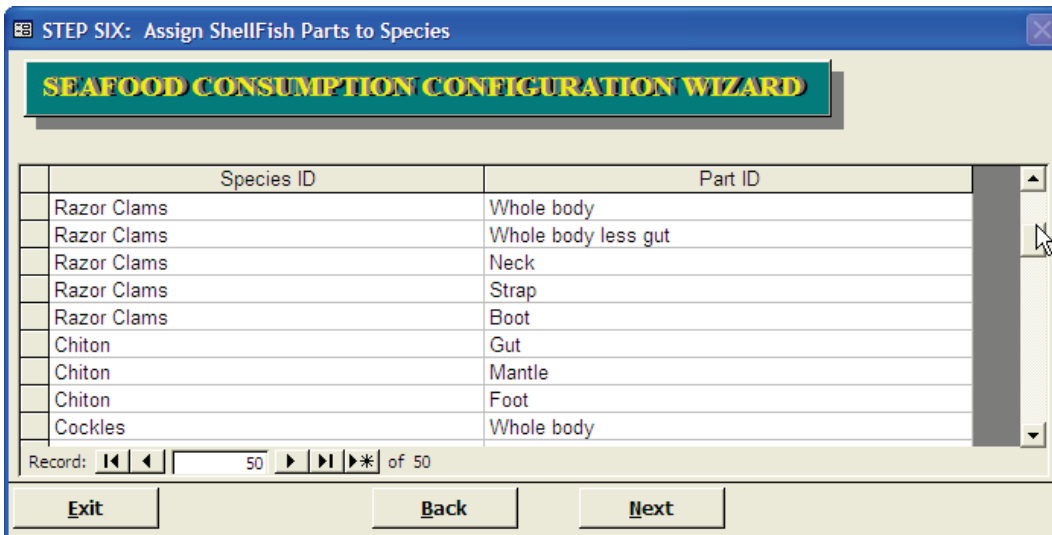 STEP SIX: Assign ShellFish Parts to Species
SEAFOOD CONSUMPTION CONFIGURATION WIZARD
Species ID Part ID
Razor Clams Whole body
Razor Clams Whole body less gut
Razor Clams Neck
Razor Clams Strap
Razor Clams Boot
Chiton Gut
Chiton Mantle
Chiton Foot
Cockles Whole body
Record: 50 of 50
Exit Back Next